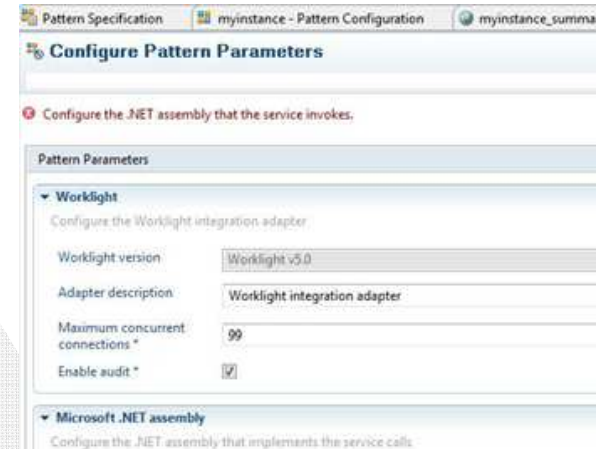 Pattern Specification
myinstance - Pattern Configuration
myinstance_summa
Configure Pattern Parameters
Configure the .NET assembly that the service invokes.
Pattern Parameters
Worklight
Configure the Worklight integration adapter
Worklight version
Worklight v5.0
Adapter description
Worklight integration adapter
Maximum concurrent
connections *
99
Enable audit *
Microsoft .NET assembly
Configure the .NET assembly that implements the service calls